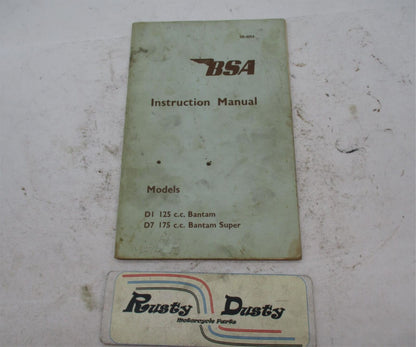 BSA
Instruction Manual
Models
D1 125 c.c. Bantam
D7 175 c.c. Bantam Super
Rusty Dusty
Motorcycle Parts